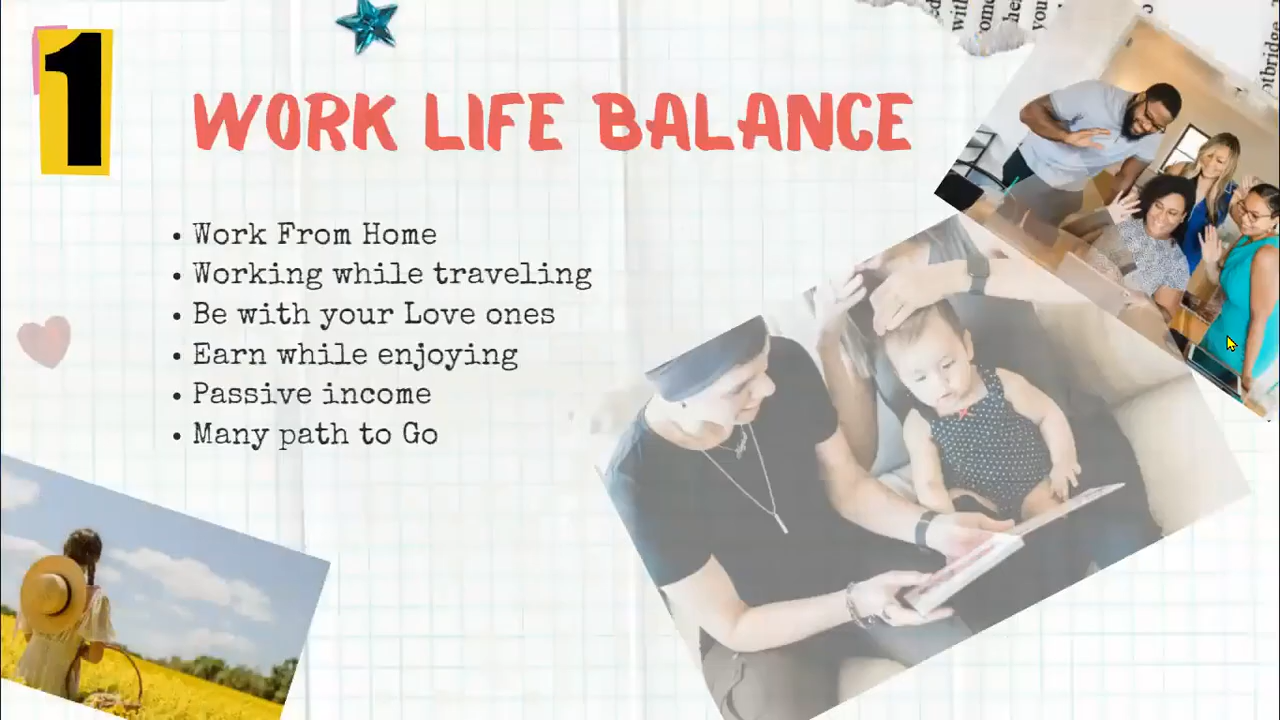 1
WORK LIFE BALANCE
• Work From Home
• Working while traveling
• Be with your Love ones
• Earn while enjoying
• Passive income
• Many path to Go